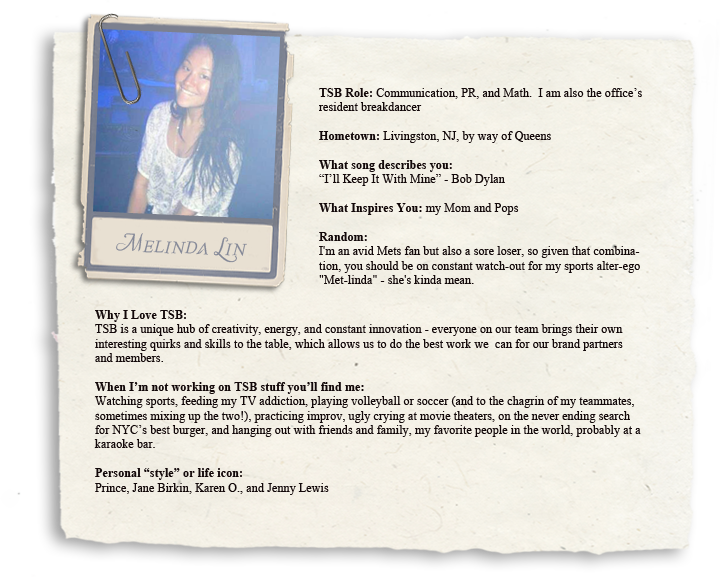 TSB Role: Communication, PR, and Math.  I am also the office's
resident breakdancer
Hometown: Livingston, NJ, by way of Queens
What song describes you:
“I’ll Keep It With Mine” - Bob Dylan
What Inspires You: my Mom and Pops
Random:
I'm an avid Mets fan but also a sore loser, so given that combina-
tion, you should be on constant watch-out for my sports alter-ego
"Met-linda" - she's kinda mean.
Melinda Lin
Why I Love TSB:
TSB is a unique hub of creativity, energy, and constant innovation - everyone on our team brings their own
interesting quirks and skills to the table, which allows us to do the best work we  can for our brand partners
and members.
When I’m not working on TSB stuff you’ll find me:
Watching sports, feeding my TV addiction, playing volleyball or soccer (and to the chagrin of my teammates,
sometimes mixing up the two!), practicing improv, ugly crying at movie theaters, on the never ending search
for NYC’s best burger, and hanging out with friends and family, my favorite people in the world, probably at a
karaoke bar.
Personal “style” or life icon:
Prince, Jane Birkin, Karen O., and Jenny Lewis